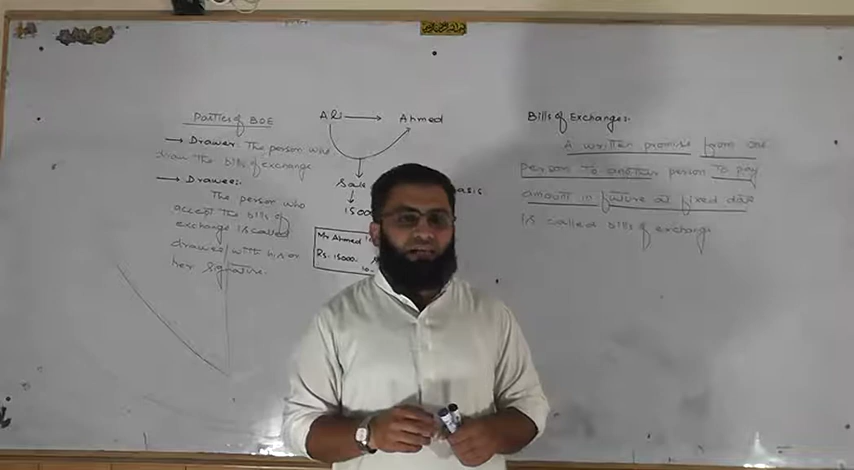 Parties of BOE
→ Drawer: The person who
draw the bills of exchange
→ Drawee:
The person who
accept the bills of
exchange is called
drawee with his or
her signature.
Ali → Ahmed
Sale
asis.
Mr Ahmed
Rs. 15000.
Bills of Exchange:
A written promise from one
person to another person to pay
amount in future at fixed date
is called bills of exchange